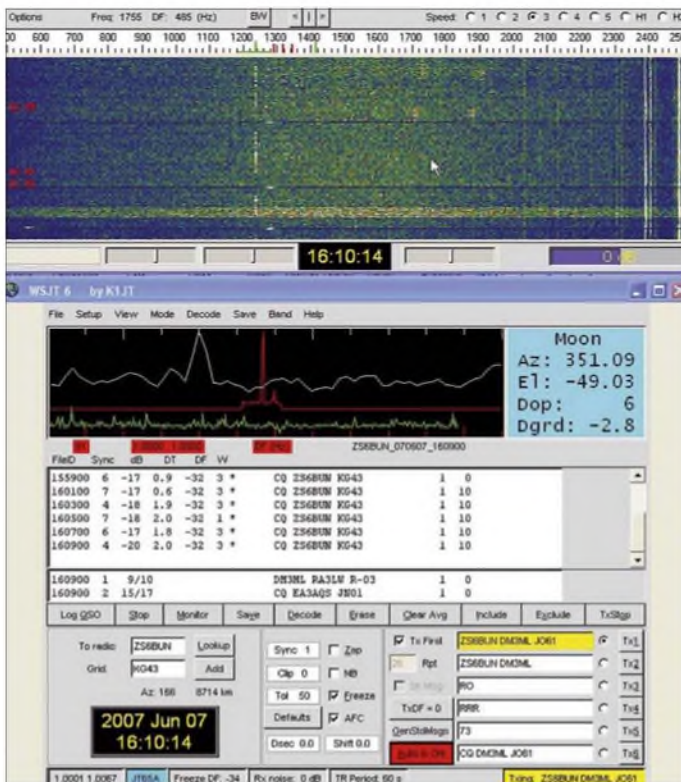 Options Freq: 1755 DF: 485 (Hz) BW < | > Speed: 1 2 3 4 5 H1
600 700 800 900 1000 1100 1200 1300 1400 1500 1600 1700 1800 1900 2000 2100 2200 2300 2400
16:10:14
WSJT 6 by K1JT
File Setup View Mode Decode Save Band Help
Moon
Az: 351.09
El: -49.03
Dop: 6
Dgrd: -2.8
ZS6BUN_070607_160900
FileID Sync dB DT DF W
155900 6 -17 0.9 -32 3 * CQ ZS6BUN KG43 1 0
160100 7 -17 0.6 -32 3 * CQ ZS6BUN KG43 1 10
160300 4 -18 1.9 -32 3 * CQ ZS6BUN KG43 1 10
160500 7 -18 2.0 -32 1 * CQ ZS6BUN KG43 1 10
160700 6 -17 1.8 -32 3 * CQ ZS6BUN KG43 1 10
160900 4 -20 2.0 -32 3 * CQ ZS6BUN KG43 1 10
160900 1 9/10 DM3ML RA3LW R-03 1 0
160900 2 15/17 CQ EA3AQS JN01 1 0
Log QSO Stop Monitor Save Decode Erase Clear Avg Include Exclude TxStop
To radio: ZS6BUN Lookup
Grid: KG43 Add
Az: 166 8714 km
2007 Jun 07
16:10:14
Sync 1 Zap
Clip 0 NB
Tol 50 Freeze
Defaults AFC
Dsec 0.0 Shift 0.0
Tx First ZS6BUN DM3ML JO61 Tx1
Rpt ZS6BUN DM3ML Tx2
RO Tx3
TxDF = 0 RRR Tx4
GenStdMsgs 73 Tx5
CQ DM3ML JO61 Tx6
1.0001 1.0067 JT65A Freeze DF: -34 Rx noise: 0 dB TR Period: 60 s Txing: ZS6BUN DM3ML JO61